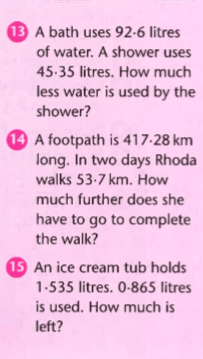 13 A bath uses 92·6 litres
of water. A shower uses
45·35 litres. How much
less water is used by the
shower?
14 A footpath is 417·28 km
long. In two days Rhoda
walks 53·7 km. How
much further does she
have to go to complete
the walk?
15 An ice cream tub holds
1·535 litres. 0·865 litres
is used. How much is
left?